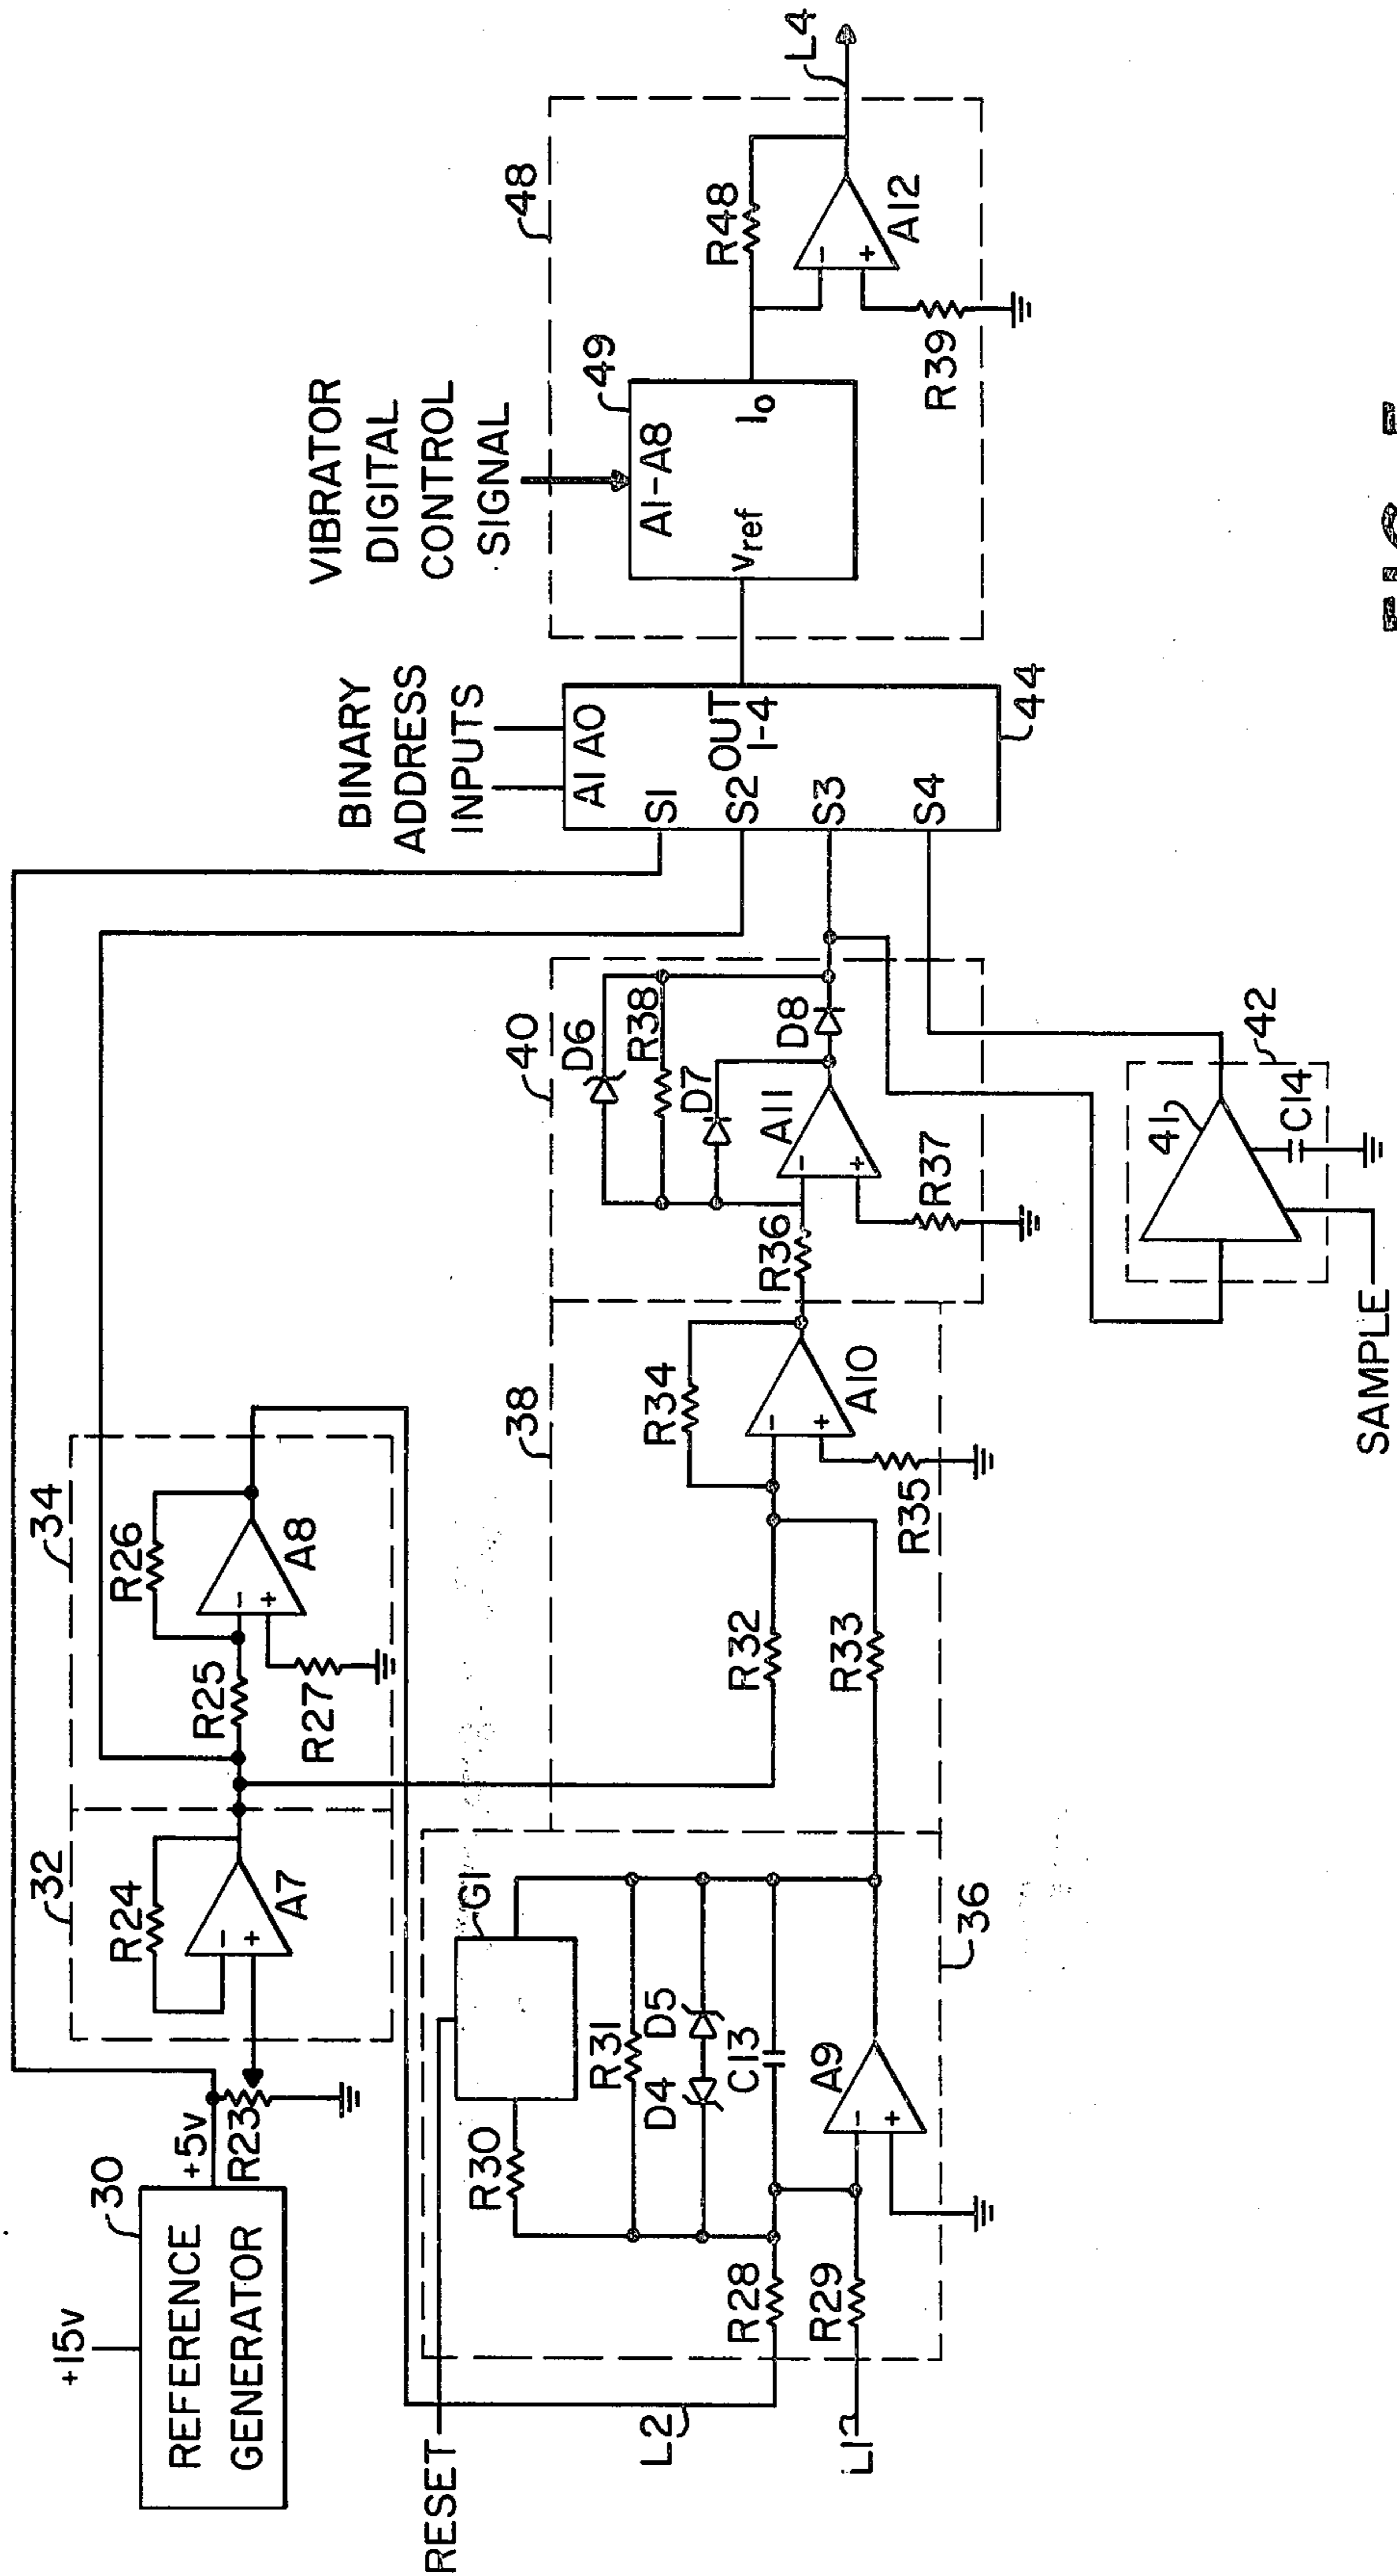 +15v
REFERENCE
GENERATOR
30
+5v
R23
32
R24
A7
-
+
34
R25
R26
A8
-
+
R27
RESET
L2
L1
R28
R29
R30
G1
R31
D4
D5
C13
A9
-
+
36
38
R32
R33
R34
A10
-
+
R35
40
R36
D6
R38
D7
A11
-
+
D8
R37
SAMPLE
41
C14
42
BINARY
ADDRESS
INPUTS
A1 A0
S1
S2
S3
S4
OUT
1-4
44
VIBRATOR
DIGITAL
CONTROL
SIGNAL
48
49
A1-A8
Vref
Io
R48
A12
-
+
R39
L4